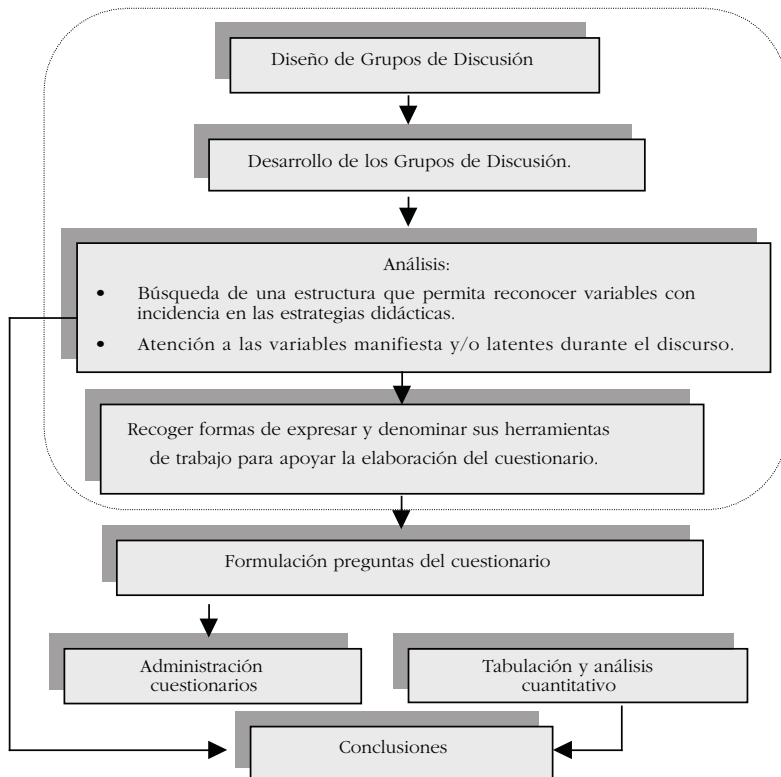 Diseño de Grupos de Discusión
Desarrollo de los Grupos de Discusión.
Análisis:
• Búsqueda de una estructura que permita reconocer variables con
incidencia en las estrategias didácticas.
• Atención a las variables manifiesta y/o latentes durante el discurso.
Recoger formas de expresar y denominar sus herramientas
de trabajo para apoyar la elaboración del cuestionario.
Formulación preguntas del cuestionario
Administración
cuestionarios
Tabulación y análisis
cuantitativo
Conclusiones